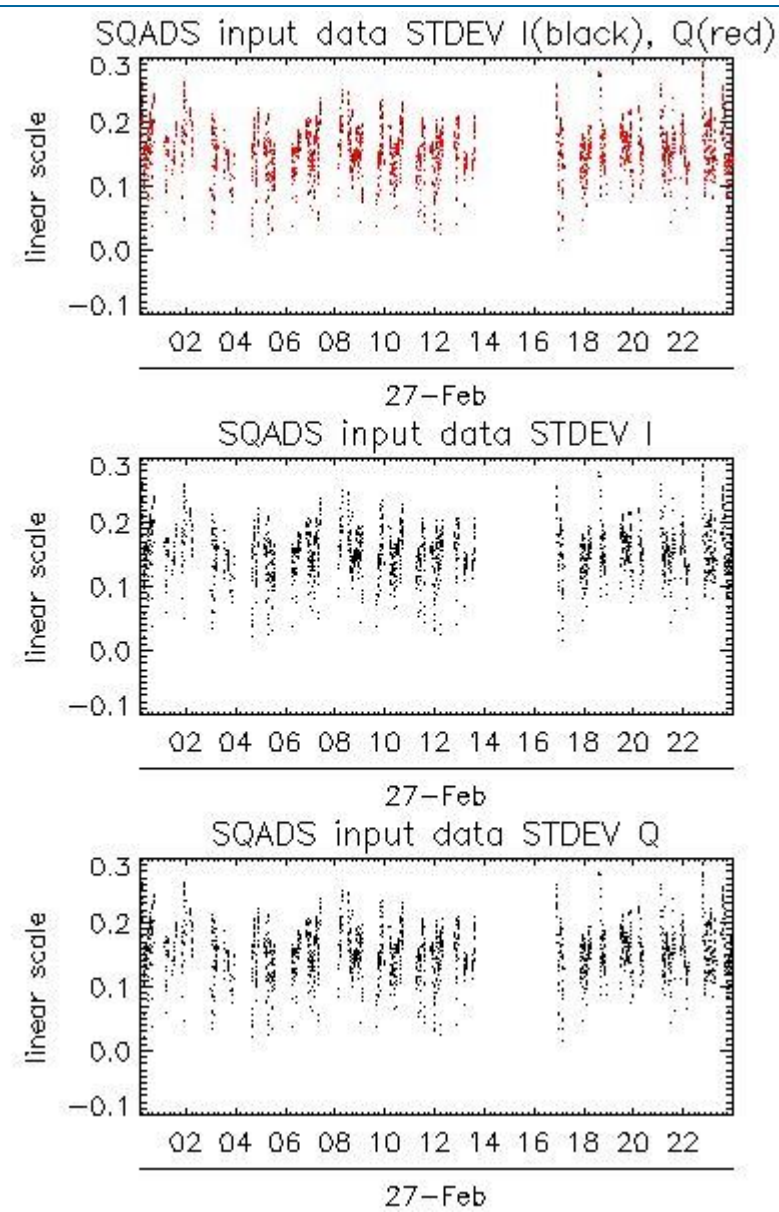 SQADS input data STDEV I(black), Q(red)
0.3
0.2
0.1
0.0
-0.1
linear scale
02 04 06 08 10 12 14 16 18 20 22
27-Feb
SQADS input data STDEV I
0.3
0.2
0.1
0.0
-0.1
linear scale
02 04 06 08 10 12 14 16 18 20 22
27-Feb
SQADS input data STDEV Q
0.3
0.2
0.1
0.0
-0.1
linear scale
02 04 06 08 10 12 14 16 18 20 22
27-Feb